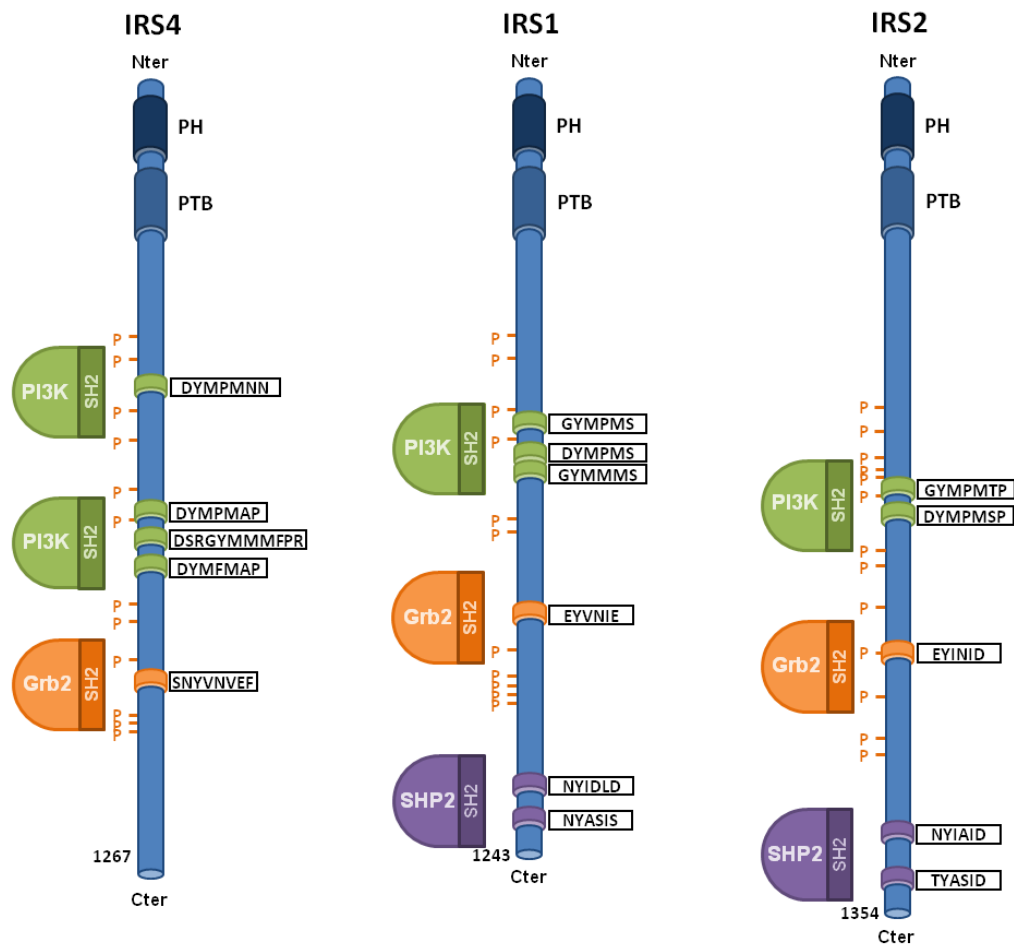 IRS4
Nter
PH
PTB
P
P
PI3K
SH2
DYMPMNN
P
P
P
PI3K
SH2
DYMPMAP
P
DSRGYMMMFPR
DYMFMAP
P
P
Grb2
SH2
P
SNYVNVEF
P
P
P
1267
Cter
IRS1
Nter
PH
PTB
P
P
P
PI3K
SH2
GYMPMS
P
DYMPMS
GYMMMS
P
P
Grb2
SH2
EYVNIE
P
P
P
P
P
SHP2
SH2
NYIDLD
NYASIS
1243
Cter
IRS2
Nter
PH
PTB
P
P
P
P
P
P
PI3K
SH2
GYMPMTP
DYMPMSP
P
P
P
Grb2
SH2
P
EYINID
P
P
P
SHP2
SH2
NYIAID
TYASID
1354
Cter